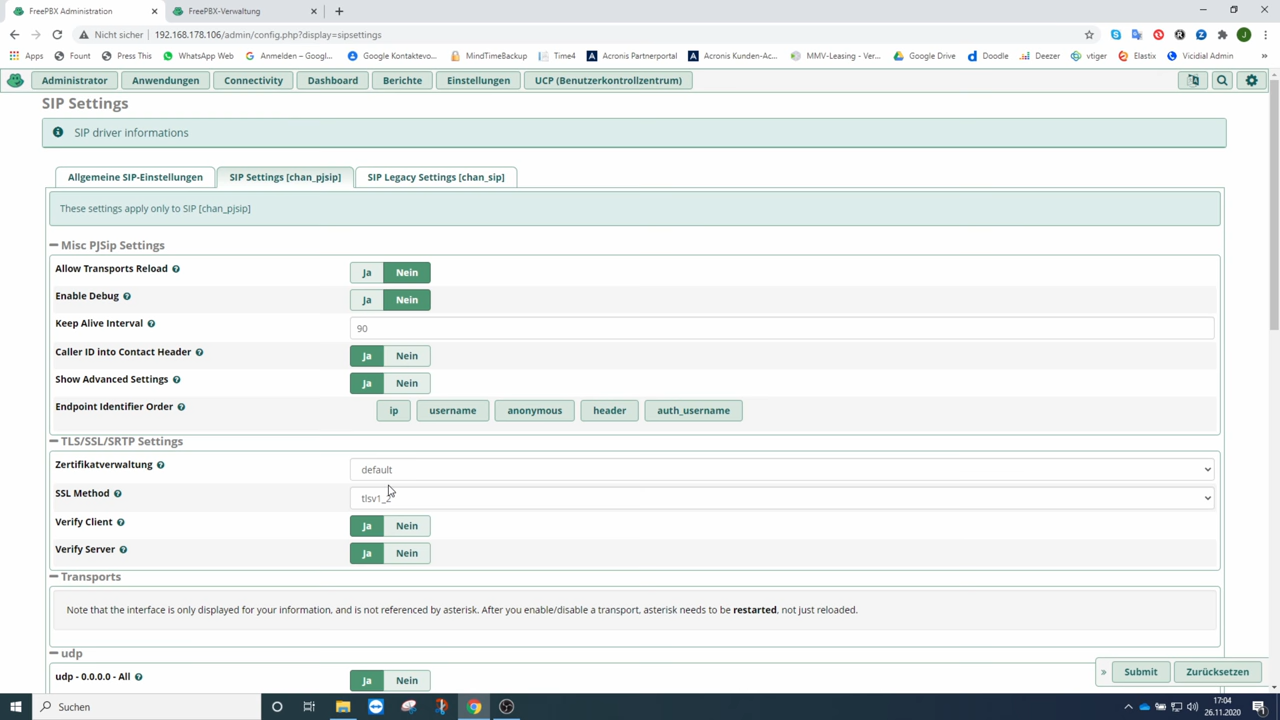 FreePBX Administration
FreePBX-Verwaltung
Nicht sicher
192.168.178.106/admin/config.php?display=sipsettings
J
Apps
Fount
Press This
WhatsApp Web
Anmelden – Googl...
Google Kontaktevo...
MindTimeBackup
Time4
Acronis Partnerportal
Acronis Kunden-Ac...
MMV-Leasing - Ver...
Google Drive
Doodle
Deezer
vtiger
Elastix
Vicidial Admin
Administrator
Anwendungen
Connectivity
Dashboard
Berichte
Einstellungen
UCP (Benutzerkontrollzentrum)
SIP Settings
SIP driver informations
Allgemeine SIP-Einstellungen
SIP Settings [chan_pjsip]
SIP Legacy Settings [chan_sip]
These settings apply only to SIP [chan_pjsip]
Misc PJSip Settings
Allow Transports Reload
Ja Nein
Enable Debug
Ja Nein
Keep Alive Interval
90
Caller ID into Contact Header
Ja Nein
Show Advanced Settings
Ja Nein
Endpoint Identifier Order
ip username anonymous header auth_username
TLS/SSL/SRTP Settings
Zertifikatverwaltung
default
SSL Method
tlsv1_2
Verify Client
Ja Nein
Verify Server
Ja Nein
Transports
Note that the interface is only displayed for your information, and is not referenced by asterisk. After you enable/disable a transport, asterisk needs to be restarted, not just reloaded.
udp
udp - 0.0.0.0 - All
Ja Nein
Submit
Zurücksetzen
Suchen
17:04
26.11.2020
1